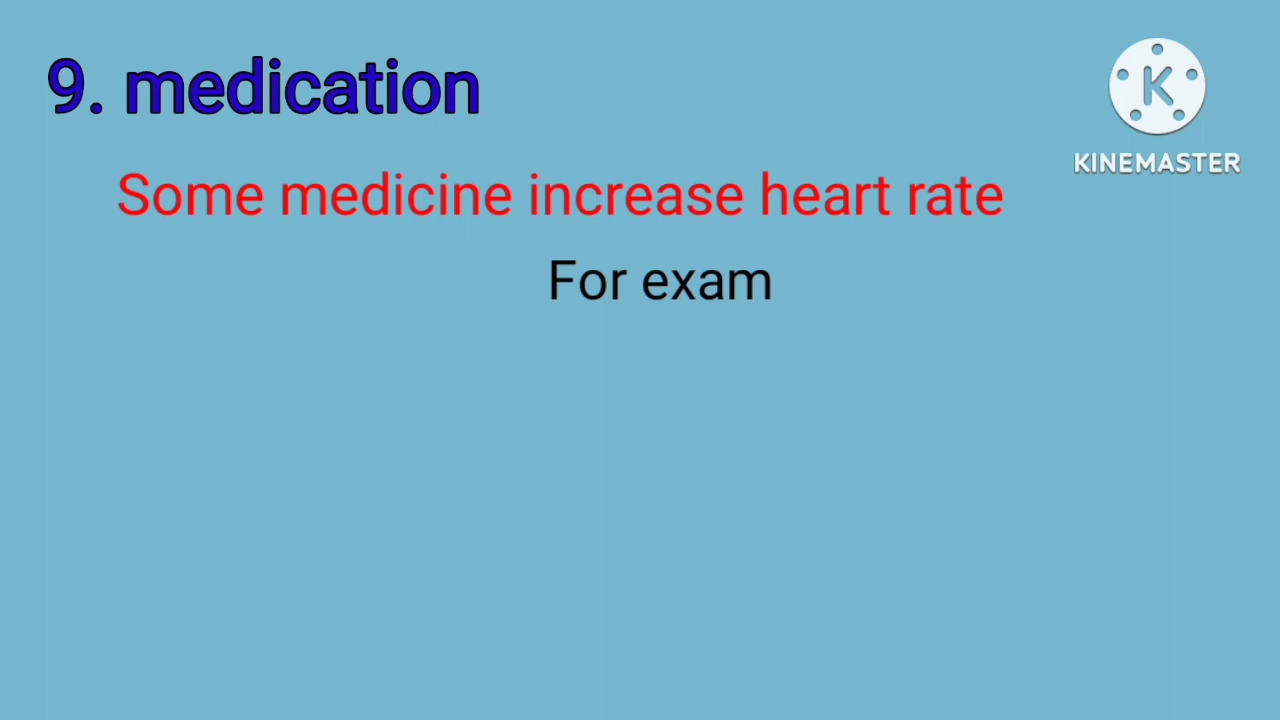 9. medication
Some medicine increase heart rate
For exam
K
KINEMASTER